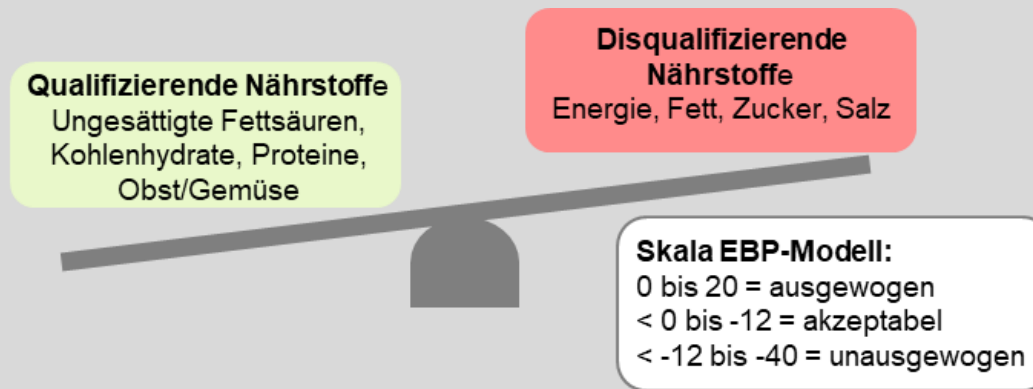 Disqualifizierende
Nährstoffe
Energie, Fett, Zucker, Salz
Qualifizierende Nährstoffe
Ungesättigte Fettsäuren,
Kohlenhydrate, Proteine,
Obst/Gemüse
Skala EBP-Modell:
0 bis 20 = ausgewogen
< 0 bis -12 = akzeptabel
< -12 bis -40 = unausgewogen